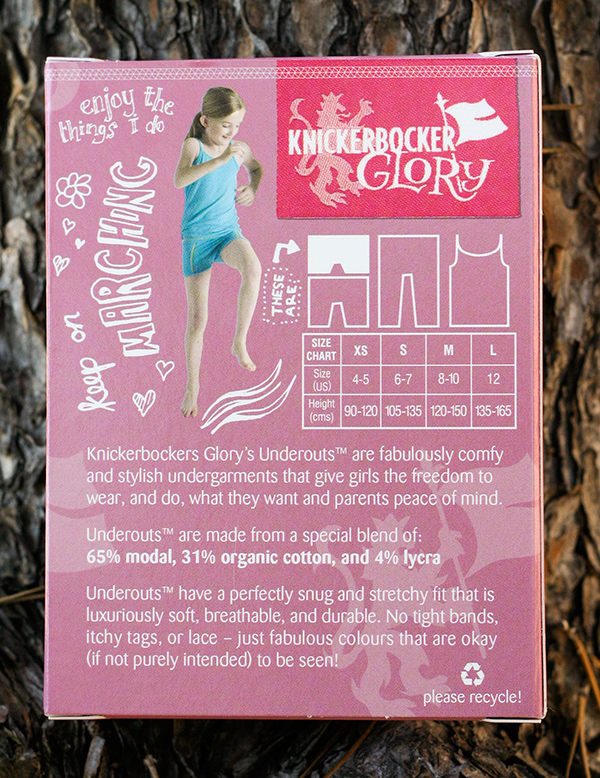 enjoy the
things I do
KNICKERBOCKER
GLORY
keep on
MARCHING
THESE
ARE
SIZE CHART XS S M L
Size (US) 4-5 6-7 8-10 12
Height (cms) 90-120 105-135 120-150 135-165
Knickerbockers Glory's Underouts™ are fabulously comfy
and stylish undergarments that give girls the freedom to
wear, and do, what they want and parents peace of mind.
Underouts™ are made from a special blend of:
65% modal, 31% organic cotton, and 4% lycra
Underouts™ have a perfectly snug and stretchy fit that is
luxuriously soft, breathable, and durable. No tight bands,
itchy tags, or lace – just fabulous colours that are okay
(if not purely intended) to be seen!
please recycle!